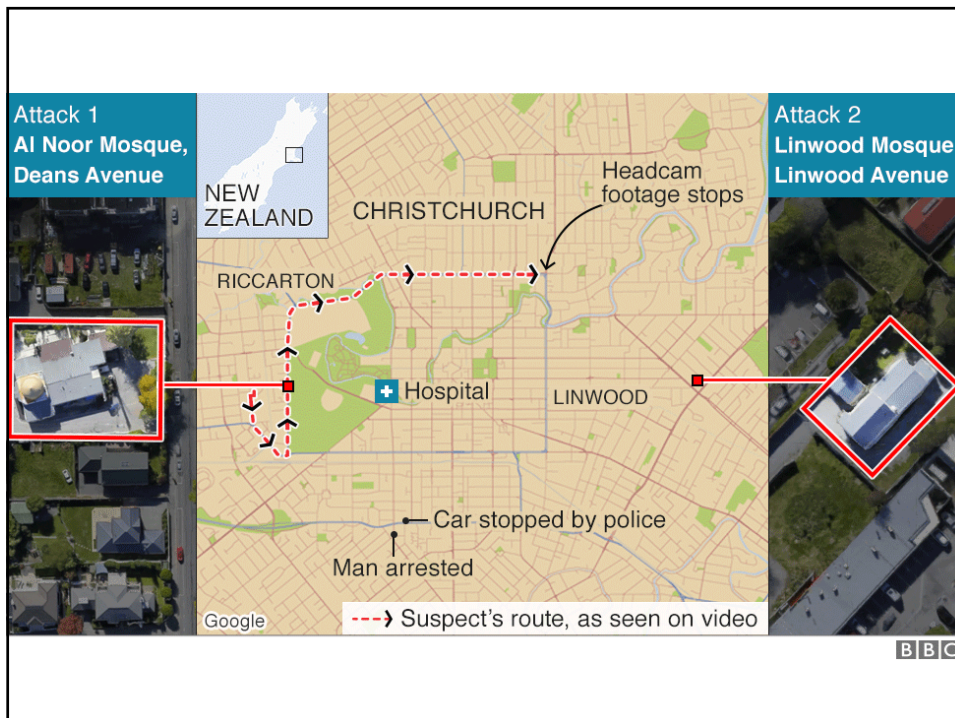 Attack 1
Al Noor Mosque,
Deans Avenue
NEW
ZEALAND
CHRISTCHURCH
Headcam
footage stops
RICCARTON
Hospital
LINWOOD
Car stopped by police
Man arrested
Google
Suspect's route, as seen on video
Attack 2
Linwood Mosque
Linwood Avenue
BBC